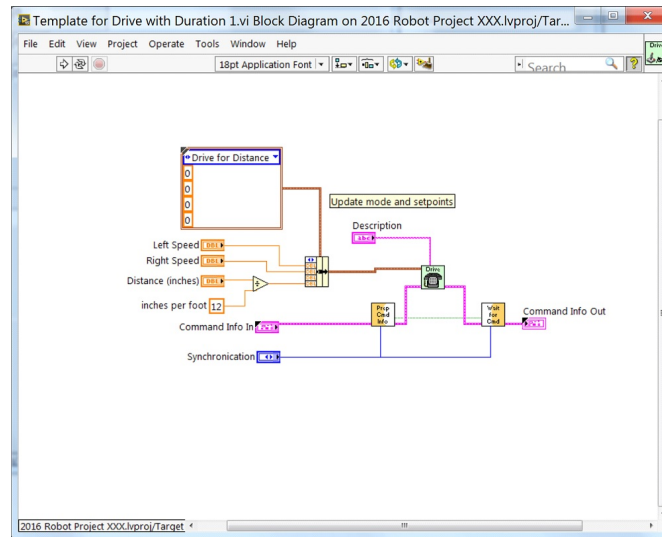 Template for Drive with Duration 1.vi Block Diagram on 2016 Robot Project XXX.lvproj/Tar...
File Edit View Project Operate Tools Window Help
18pt Application Font
Search
Drive for Distance
0
0
0
0
Update mode and setpoints
Description
abc
Left Speed DBL
Right Speed DBL
Distance (inches) DBL
Drive
inches per foot 12
Prep Cmd Info
Wait for Cmd
Command Info Out
Command Info In
Synchronication
2016 Robot Project XXX.lvproj/Target